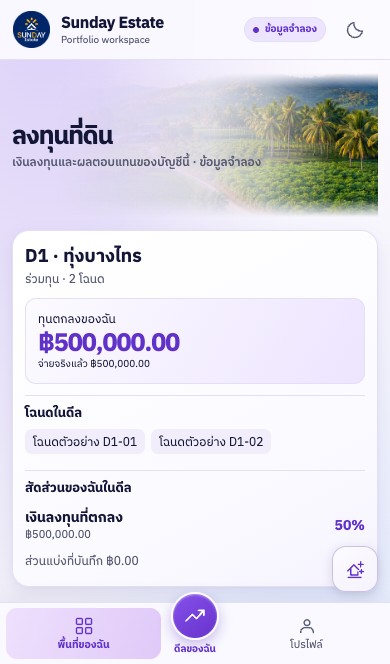 SUNDAY
Estate
Sunday Estate
Portfolio workspace
ข้อมูลจำลอง
ลงทุนที่ดิน
เงินลงทุนและผลตอบแทนของบัญชีนี้ · ข้อมูลจำลอง
D1 · ทุ่งบางไทร
ร่วมทุน · 2 โฉนด
ทุนตกลงของฉัน
฿500,000.00
จ่ายจริงแล้ว ฿500,000.00
โฉนดในดีล
โฉนดตัวอย่าง D1-01
โฉนดตัวอย่าง D1-02
สัดส่วนของฉันในดีล
เงินลงทุนที่ตกลง
50%
฿500,000.00
ส่วนแบ่งที่บันทึก ฿0.00
พื้นที่ของฉัน
ดีลของฉัน
โปรไฟล์